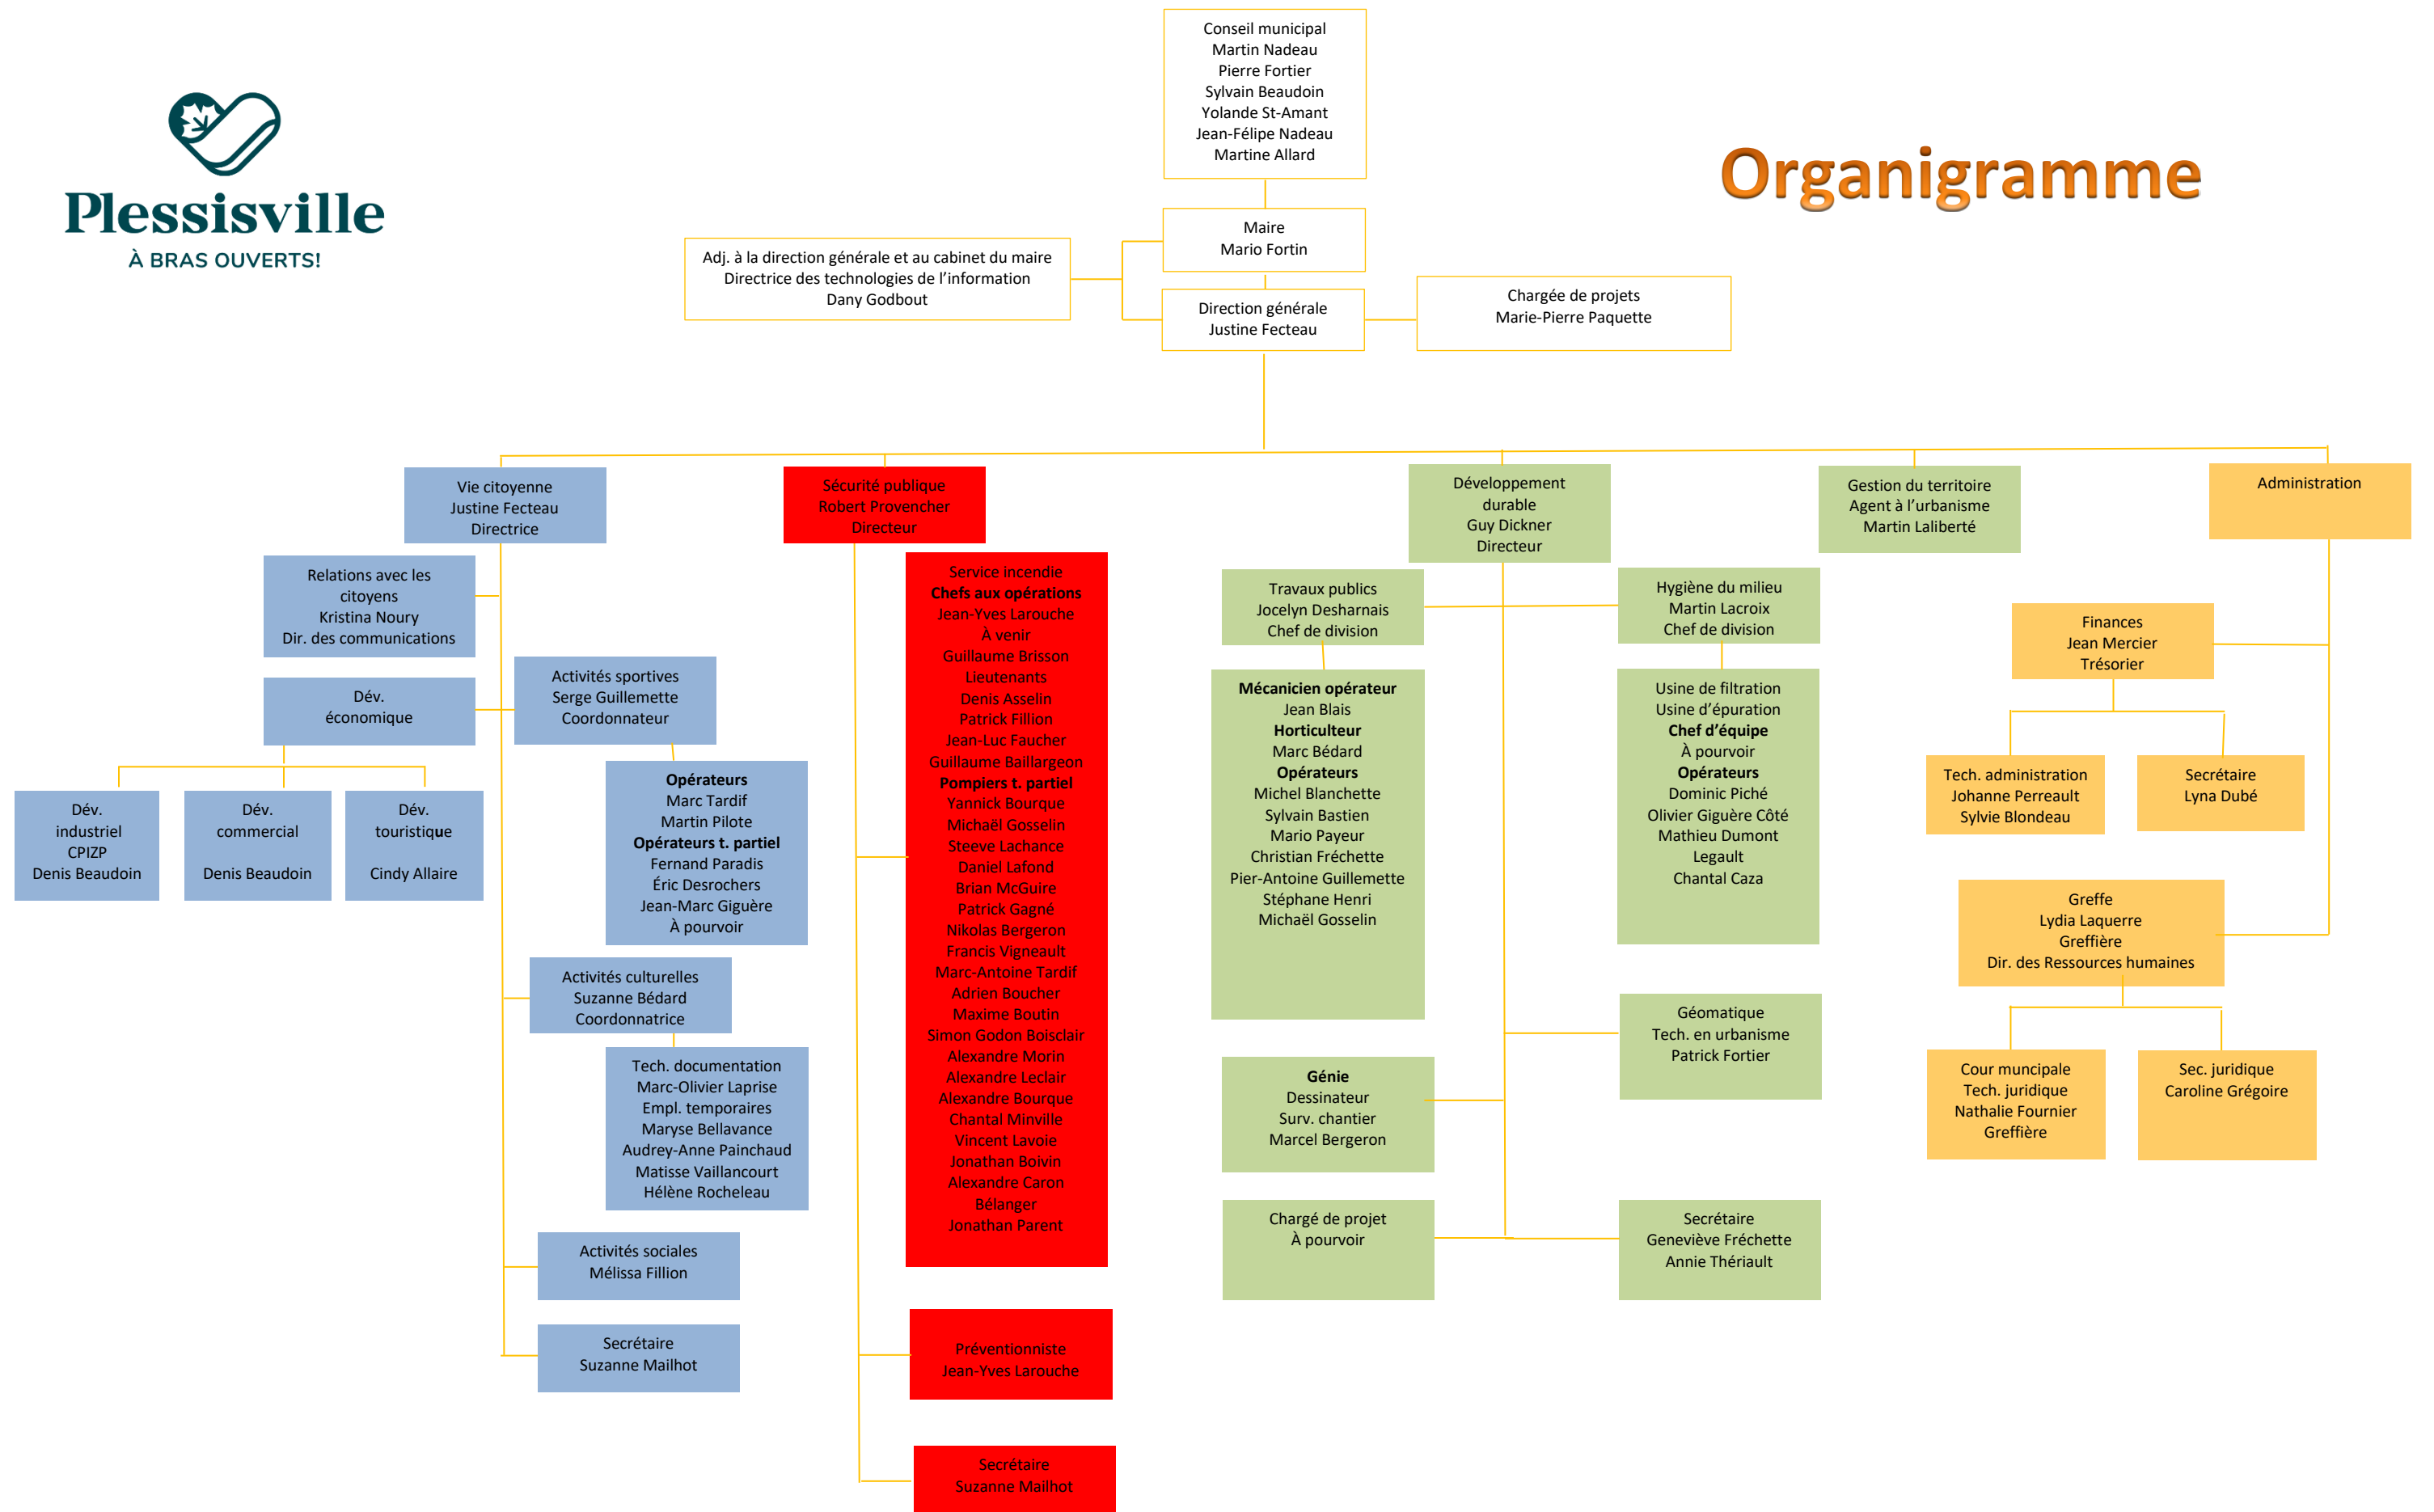 Conseil municipal
Martin Nadeau
Pierre Fortier
Sylvain Beaudoin
Yolande St-Amant
Jean-Félipe Nadeau
Martine Allard
Plessisville
À BRAS OUVERTS!
Organigramme
Maire
Mario Fortin
Adj. à la direction générale et au cabinet du maire
Directrice des technologies de l'information
Dany Godbout
Direction générale
Justine Fecteau
Chargée de projets
Marie-Pierre Paquette
Vie citoyenne
Justine Fecteau
Directrice
Relations avec les
citoyens
Kristina Noury
Dir. des communications
Dév.
économique
Dév.
industriel
CPIZP
Denis Beaudoin
Dév.
commercial
Denis Beaudoin
Dév.
touristique
Cindy Allaire
Activités sportives
Serge Guillemette
Coordonnateur
Opérateurs
Marc Tardif
Martin Pilote
Opérateurs t. partiel
Fernand Paradis
Éric Desrochers
Jean-Marc Giguère
À pourvoir
Activités culturelles
Suzanne Bédard
Coordonnatrice
Tech. documentation
Marc-Olivier Laprise
Empl. temporaires
Maryse Bellavance
Audrey-Anne Painchaud
Matisse Vaillancourt
Hélène Rocheleau
Activités sociales
Mélissa Fillion
Secrétaire
Suzanne Mailhot
Sécurité publique
Robert Provencher
Directeur
Service incendie
Chefs aux opérations
Jean-Yves Larouche
À venir
Guillaume Brisson
Lieutenants
Denis Asselin
Patrick Fillion
Jean-Luc Faucher
Guillaume Baillargeon
Pompiers t. partiel
Yannick Bourque
Michaël Gosselin
Steeve Lachance
Daniel Lafond
Brian McGuire
Patrick Gagné
Nikolas Bergeron
Francis Vigneault
Marc-Antoine Tardif
Adrien Boucher
Maxime Boutin
Simon Godon Boisclair
Alexandre Morin
Alexandre Leclair
Alexandre Bourque
Chantal Minville
Vincent Lavoie
Jonathan Boivin
Alexandre Caron
Bélanger
Jonathan Parent
Préventionniste
Jean-Yves Larouche
Secrétaire
Suzanne Mailhot
Développement
durable
Guy Dickner
Directeur
Travaux publics
Jocelyn Desharnais
Chef de division
Mécanicien opérateur
Jean Blais
Horticulteur
Marc Bédard
Opérateurs
Michel Blanchette
Sylvain Bastien
Mario Payeur
Christian Fréchette
Pier-Antoine Guillemette
Stéphane Henri
Michaël Gosselin
Hygiène du milieu
Martin Lacroix
Chef de division
Usine de filtration
Usine d'épuration
Chef d'équipe
À pourvoir
Opérateurs
Dominic Piché
Olivier Giguère Côté
Mathieu Dumont
Legault
Chantal Caza
Géomatique
Tech. en urbanisme
Patrick Fortier
Génie
Dessinateur
Surv. chantier
Marcel Bergeron
Chargé de projet
À pourvoir
Secrétaire
Geneviève Fréchette
Annie Thériault
Gestion du territoire
Agent à l'urbanisme
Martin Laliberté
Administration
Finances
Jean Mercier
Trésorier
Tech. administration
Johanne Perreault
Sylvie Blondeau
Secrétaire
Lyna Dubé
Greffe
Lydia Laquerre
Greffière
Dir. des Ressources humaines
Cour muncipale
Tech. juridique
Nathalie Fournier
Greffière
Sec. juridique
Caroline Grégoire